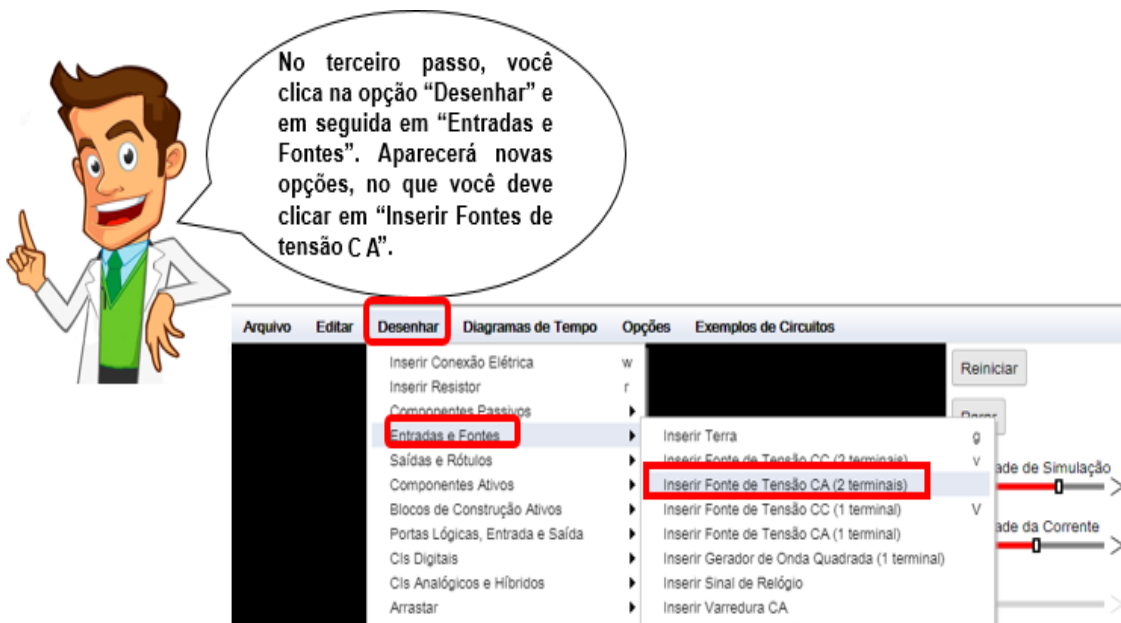 No terceiro passo, você
clica na opção “Desenhar” e
em seguida em “Entradas e
Fontes”. Aparecerá novas
opções, no que você deve
clicar em “Inserir Fontes de
tensão C A”.
Arquivo Editar Desenhar Diagramas de Tempo Opções Exemplos de Circuitos
Inserir Conexão Elétrica w
Inserir Resistor r
Componentes Passivos
Entradas e Fontes
Saídas e Rótulos
Componentes Ativos
Blocos de Construção Ativos
Portas Lógicas, Entrada e Saída
CIs Digitais
CIs Analógicos e Híbridos
Arrastar
Inserir Terra g
Inserir Fonte de Tensão CC (2 terminais) v
Inserir Fonte de Tensão CA (2 terminais)
Inserir Fonte de Tensão CC (1 terminal) V
Inserir Fonte de Tensão CA (1 terminal)
Inserir Gerador de Onda Quadrada (1 terminal)
Inserir Sinal de Relógio
Inserir Varredura CA
Reiniciar
Parar
ade de Simulação
ade da Corrente